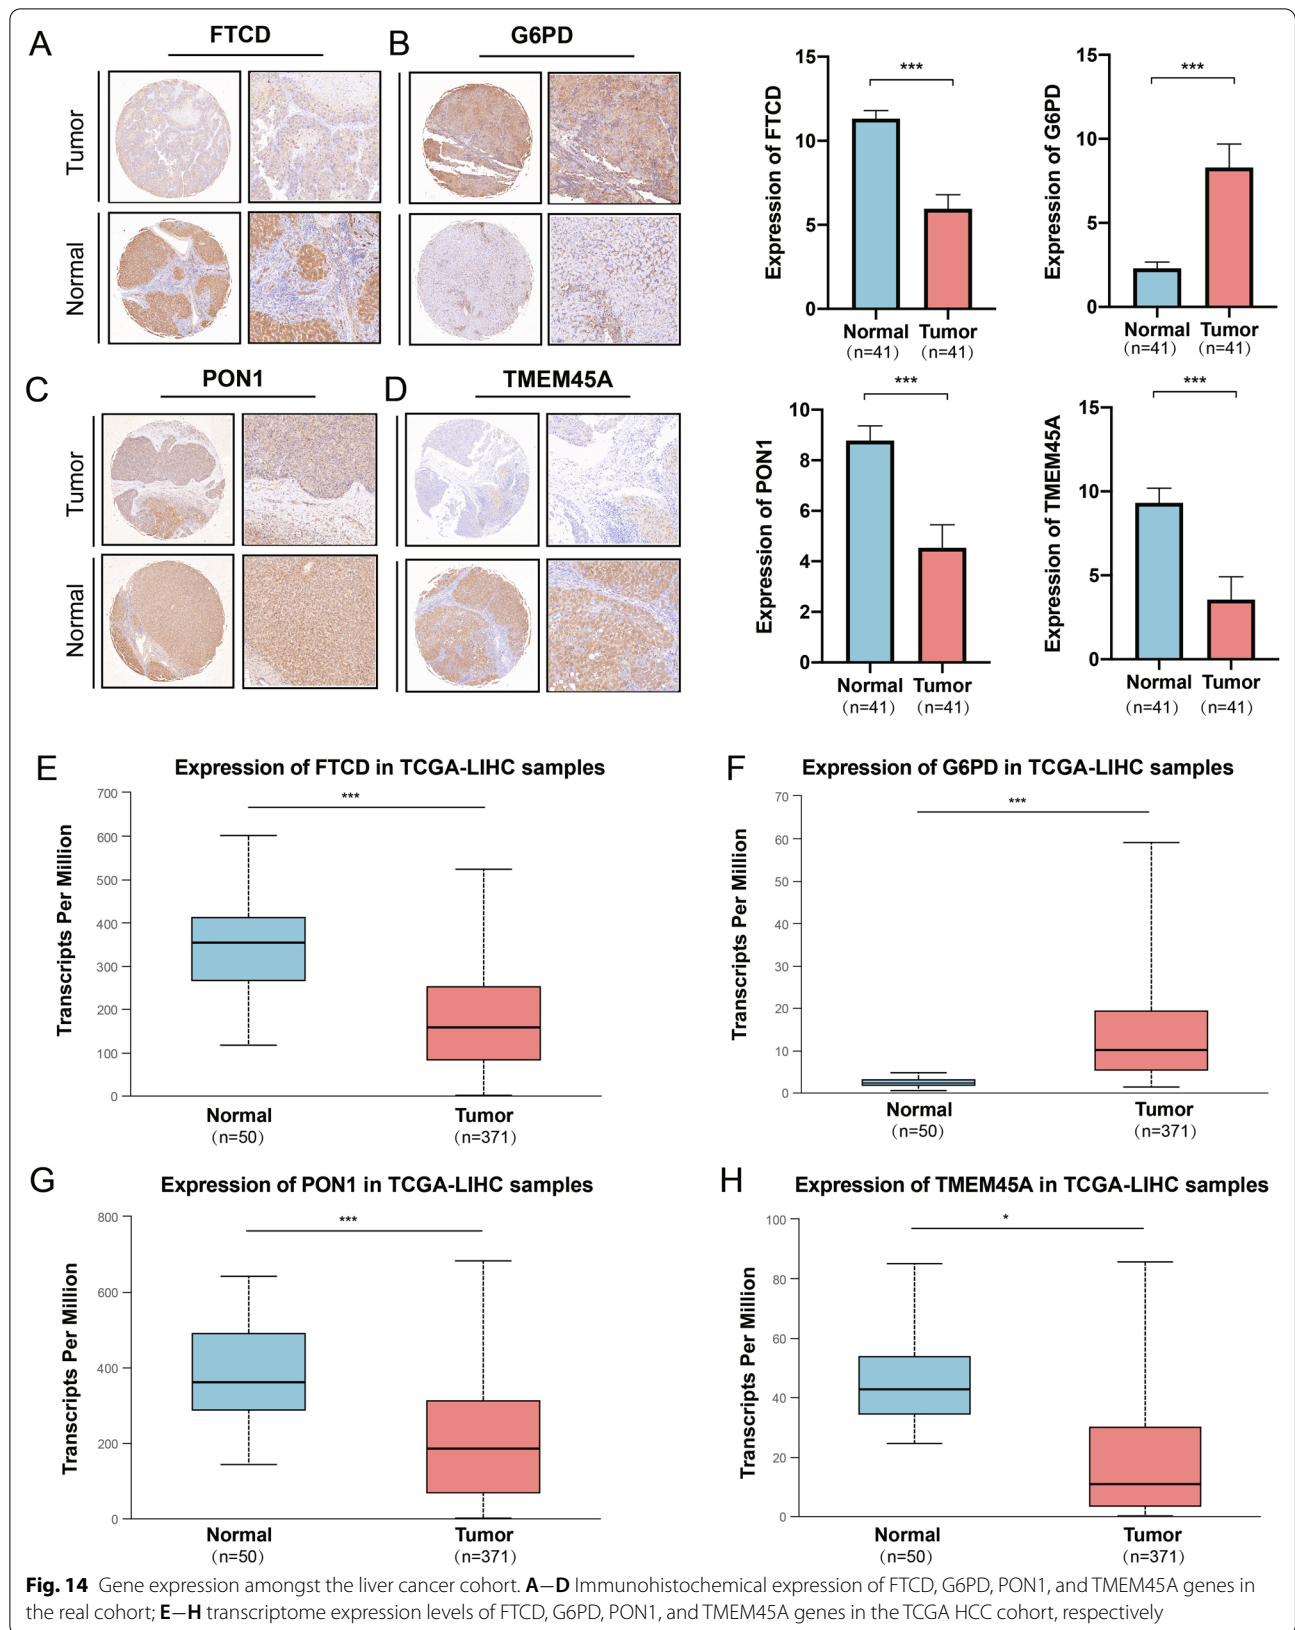 A
FTCD
B
G6PD
Tumor
Normal
15
10
5
0
Expression of FTCD
***
Normal
Tumor
(n=41)
(n=41)
15
10
5
0
Expression of G6PD
***
Normal
Tumor
(n=41)
(n=41)
C
PON1
D
TMEM45A
Tumor
Normal
10
8
6
4
2
0
Expression of PON1
***
Normal
Tumor
(n=41)
(n=41)
15
10
5
0
Expression of TMEM45A
***
Normal
Tumor
(n=41)
(n=41)
E
Expression of FTCD in TCGA-LIHC samples
700
600
500
400
300
200
100
0
Transcripts Per Million
***
Normal
Tumor
(n=50)
(n=371)
F
Expression of G6PD in TCGA-LIHC samples
70
60
50
40
30
20
10
0
Transcripts Per Million
***
Normal
Tumor
(n=50)
(n=371)
G
Expression of PON1 in TCGA-LIHC samples
800
600
400
200
0
Transcripts Per Million
***
Normal
Tumor
(n=50)
(n=371)
H
Expression of TMEM45A in TCGA-LIHC samples
100
80
60
40
20
0
Transcripts Per Million
*
Normal
Tumor
(n=50)
(n=371)
Fig. 14 Gene expression amongst the liver cancer cohort. A–D Immunohistochemical expression of FTCD, G6PD, PON1, and TMEM45A genes in
the real cohort; E–H transcriptome expression levels of FTCD, G6PD, PON1, and TMEM45A genes in the TCGA HCC cohort, respectively